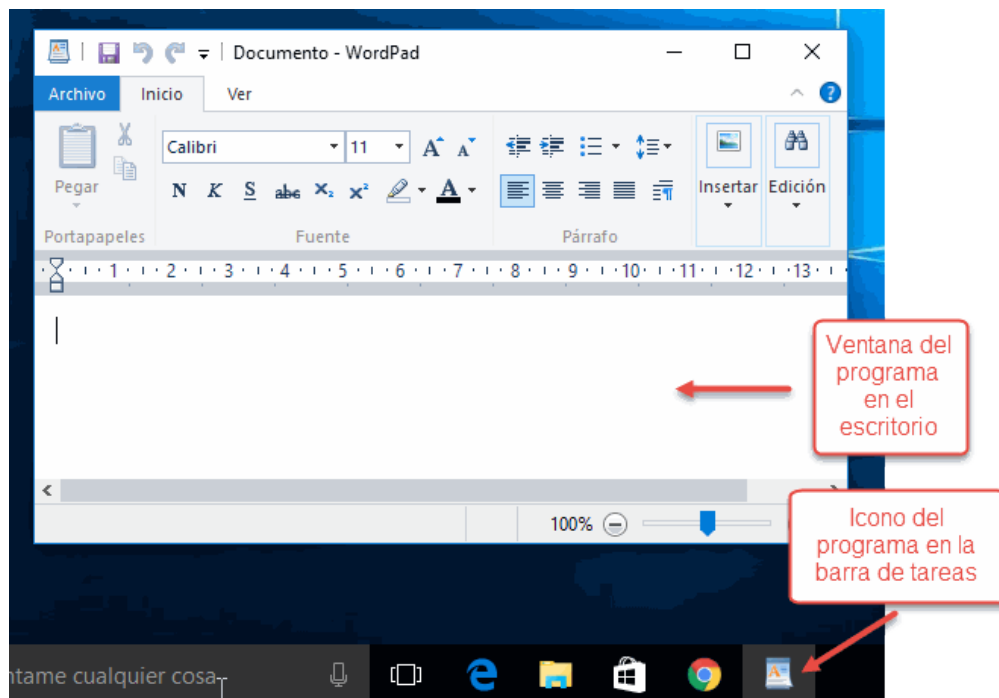 Documento - WordPad
Archivo Inicio Ver
Calibri 11
Pegar
N K S abc X₂ X² A
Insertar Edición
Portapapeles Fuente Párrafo
1 2 3 4 5 6 7 8 9 10 11 12 13
Ventana del
programa
en el
escritorio
100%
Icono del
programa en la
barra de tareas
ntame cualquier cosa